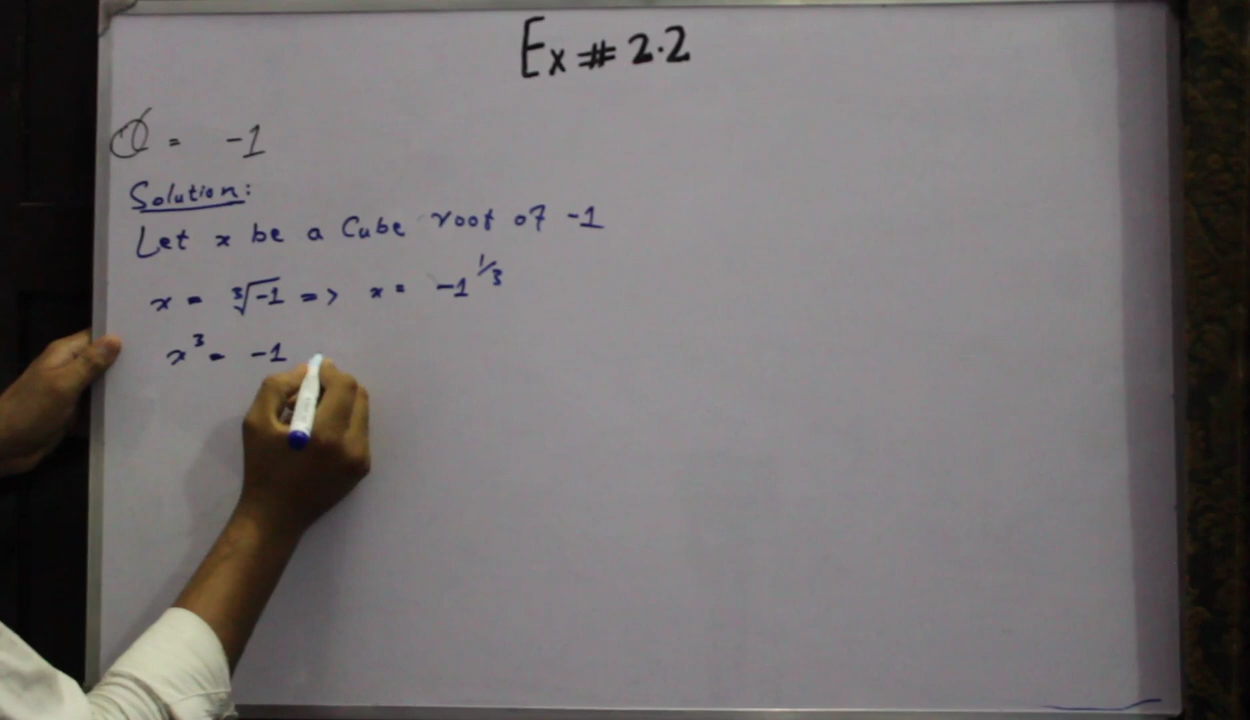 Ex # 2.2
= -1
Solution:
Let x be a Cube root of -1
x = ∛-1 => x = -1^1/3
x³ = -1